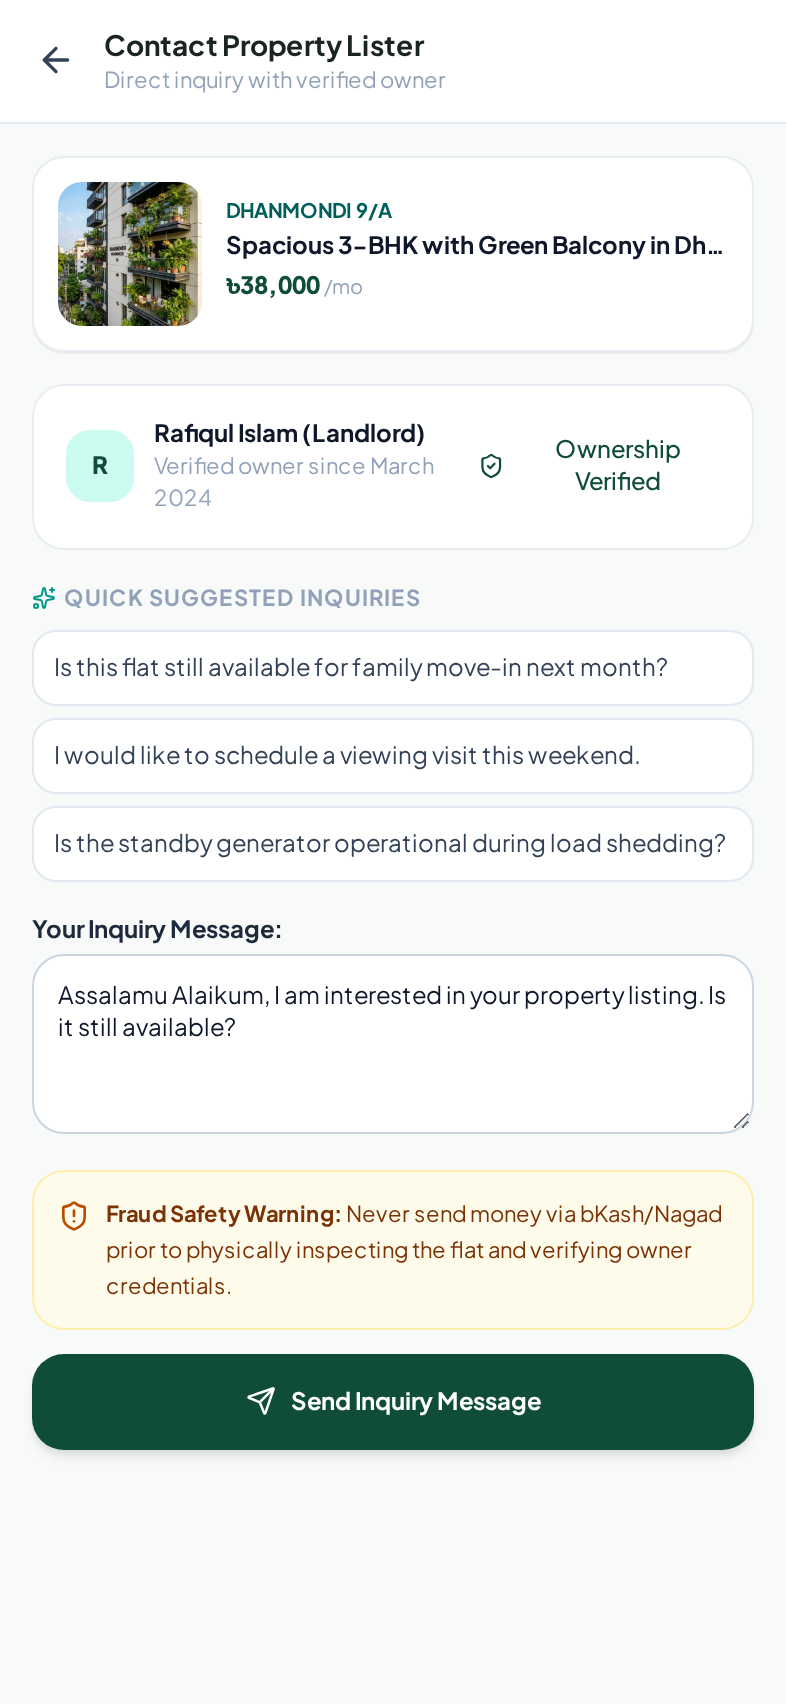 Contact Property Lister
Direct inquiry with verified owner
DHANMONDI 9/A
Spacious 3-BHK with Green Balcony in Dh...
৳38,000 /mo
R
Rafiqul Islam (Landlord)
Verified owner since March
2024
Ownership
Verified
QUICK SUGGESTED INQUIRIES
Is this flat still available for family move-in next month?
I would like to schedule a viewing visit this weekend.
Is the standby generator operational during load shedding?
Your Inquiry Message:
Assalamu Alaikum, I am interested in your property listing. Is
it still available?
Fraud Safety Warning: Never send money via bKash/Nagad
prior to physically inspecting the flat and verifying owner
credentials.
Send Inquiry Message